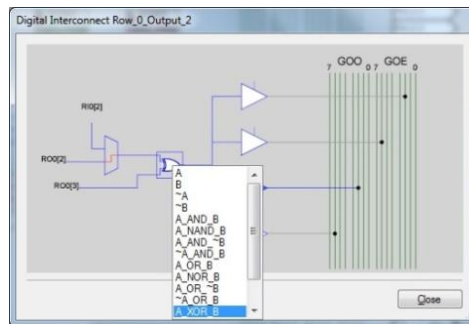 Digital Interconnect Row_0_Output_2
7 GOO 0 7 GOE 0
RI0[2]
RO0[2]
RO0[3]
A
B
~A
~B
A_AND_B
A_NAND_B
A_AND_~B
~A_AND_B
A_OR_B
A_NOR_B
A_OR_~B
~A_OR_B
A_XOR_B
Close